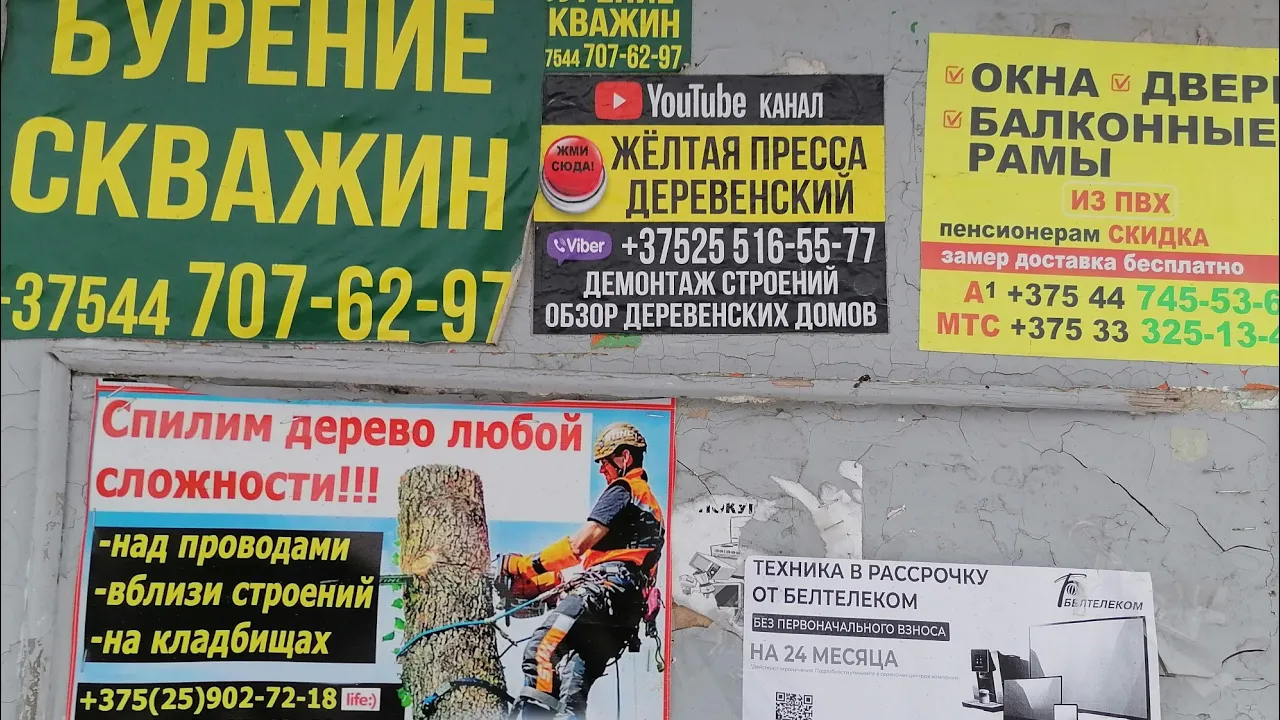 БУРЕНИЕ
СКВАЖИН
-37544 707-62-97
БУРЕНИЕ
КВАЖИН
7544 707-62-97
YouTube КАНАЛ
ЖМИ
СЮДА!
ЖЁЛТАЯ ПРЕССА
ДЕРЕВЕНСКИЙ
Viber +37525 516-55-77
ДЕМОНТАЖ СТРОЕНИЙ
ОБЗОР ДЕРЕВЕНСКИХ ДОМОВ
ОКНА ДВЕРИ
БАЛКОННЫЕ
РАМЫ
ИЗ ПВХ
пенсионерам СКИДКА
замер доставка бесплатно
А1 +375 44 745-53-6
МТС +375 33 325-13-4
Спилим дерево любой
сложности!!!
-над проводами
-вблизи строений
-на кладбищах
+375(25)902-72-18 life:)
ПОКУП
ТЕХНИКА В РАССРОЧКУ
ОТ БЕЛТЕЛЕКОМ
БЕЛТЕЛЕКОМ
БЕЗ ПЕРВОНАЧАЛЬНОГО ВЗНОСА
НА 24 МЕСЯЦА